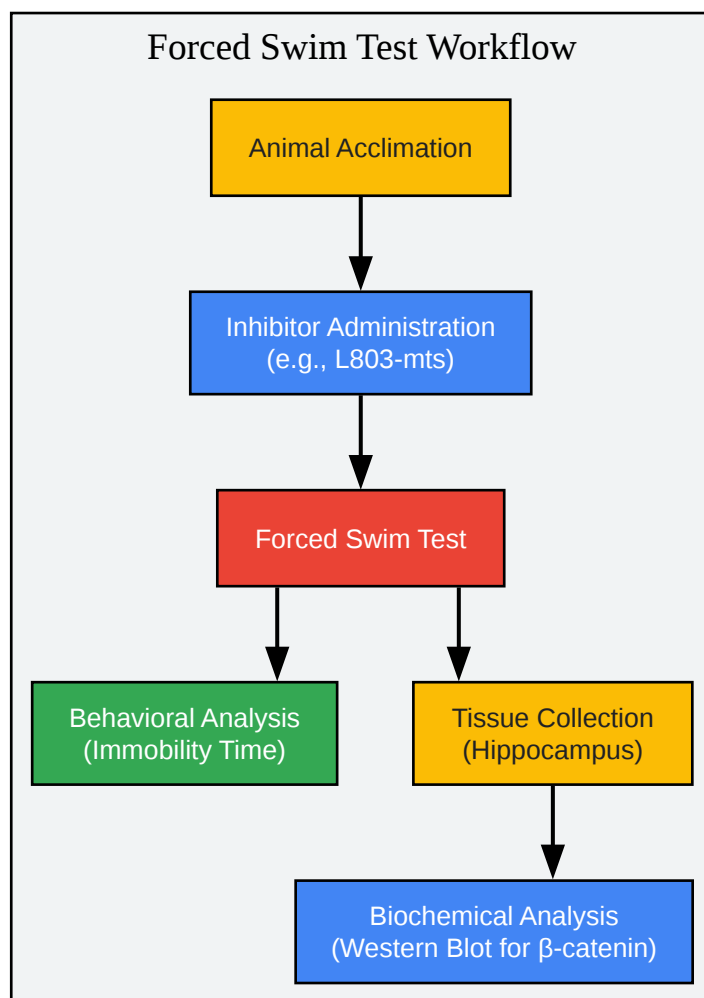 Forced Swim Test Workflow
Animal Acclimation
Inhibitor Administration
(e.g., L803-mts)
Forced Swim Test
Behavioral Analysis
(Immobility Time)
Tissue Collection
(Hippocampus)
Biochemical Analysis
(Western Blot for β-catenin)